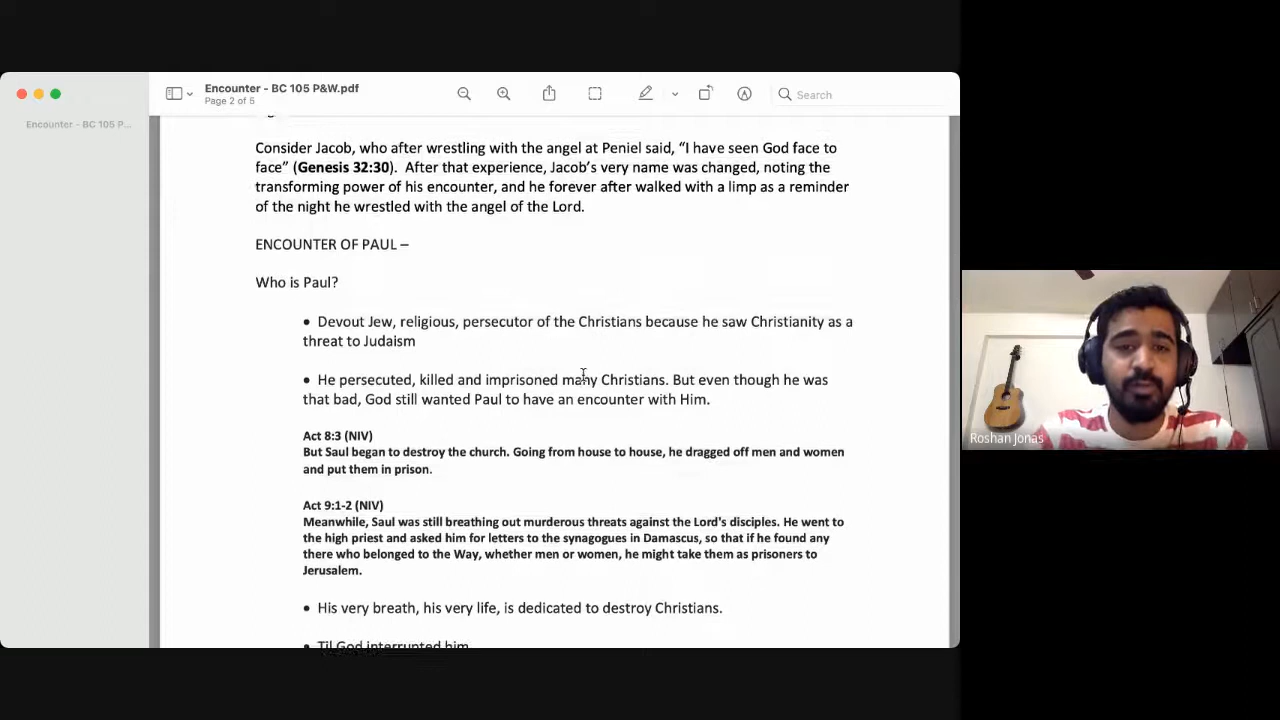 Encounter - BC 105 P&W.pdf
Page 2 of 5
Search
Encounter - BC 105 P...
Consider Jacob, who after wrestling with the angel at Peniel said, “I have seen God face to
face” (Genesis 32:30).  After that experience, Jacob’s very name was changed, noting the
transforming power of his encounter, and he forever after walked with a limp as a reminder
of the night he wrestled with the angel of the Lord.
ENCOUNTER OF PAUL –
Who is Paul?
• Devout Jew, religious, persecutor of the Christians because he saw Christianity as a
threat to Judaism
• He persecuted, killed and imprisoned many Christians. But even though he was
that bad, God still wanted Paul to have an encounter with Him.
Act 8:3 (NIV)
But Saul began to destroy the church. Going from house to house, he dragged off men and women
and put them in prison.
Act 9:1-2 (NIV)
Meanwhile, Saul was still breathing out murderous threats against the Lord's disciples. He went to
the high priest and asked him for letters to the synagogues in Damascus, so that if he found any
there who belonged to the Way, whether men or women, he might take them as prisoners to
Jerusalem.
• His very breath, his very life, is dedicated to destroy Christians.
• Til God interrupted him
Roshan Jonas